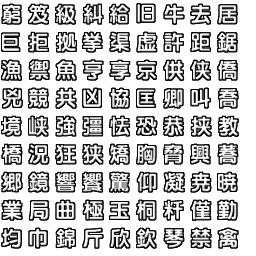 窮笈級糾給旧牛去居
巨拒拠挙渠虚許距鋸
漁禦魚亨享京供侠僑
兇競共凶協匡卿叫喬
境峡強彊怯恐恭挟教
橋況狂狭矯胸脅興蕎
郷鏡響饗驚仰凝尭暁
業局曲極玉桐粁僅勤
均巾錦斤欣欽琴禁禽